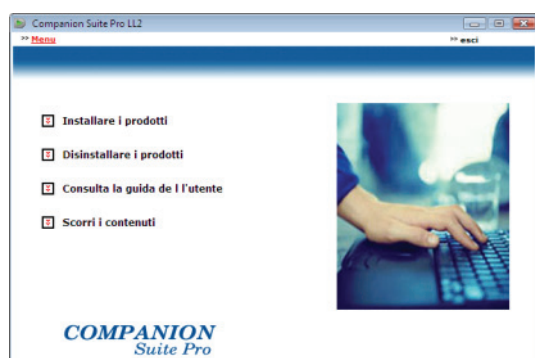 Companion Suite Pro LL2
>> Menu
>> esci
Installare i prodotti
Disinstallare i prodotti
Consulta la guida de l l'utente
Scorri i contenuti
COMPANION
Suite Pro